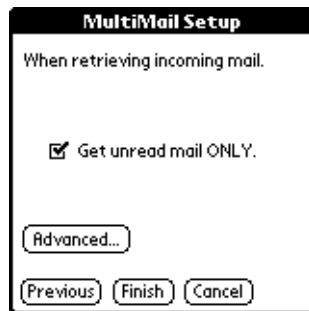 MultiMail Setup
When retrieving incoming mail.
Get unread mail ONLY.
Advanced...
Previous Finish Cancel